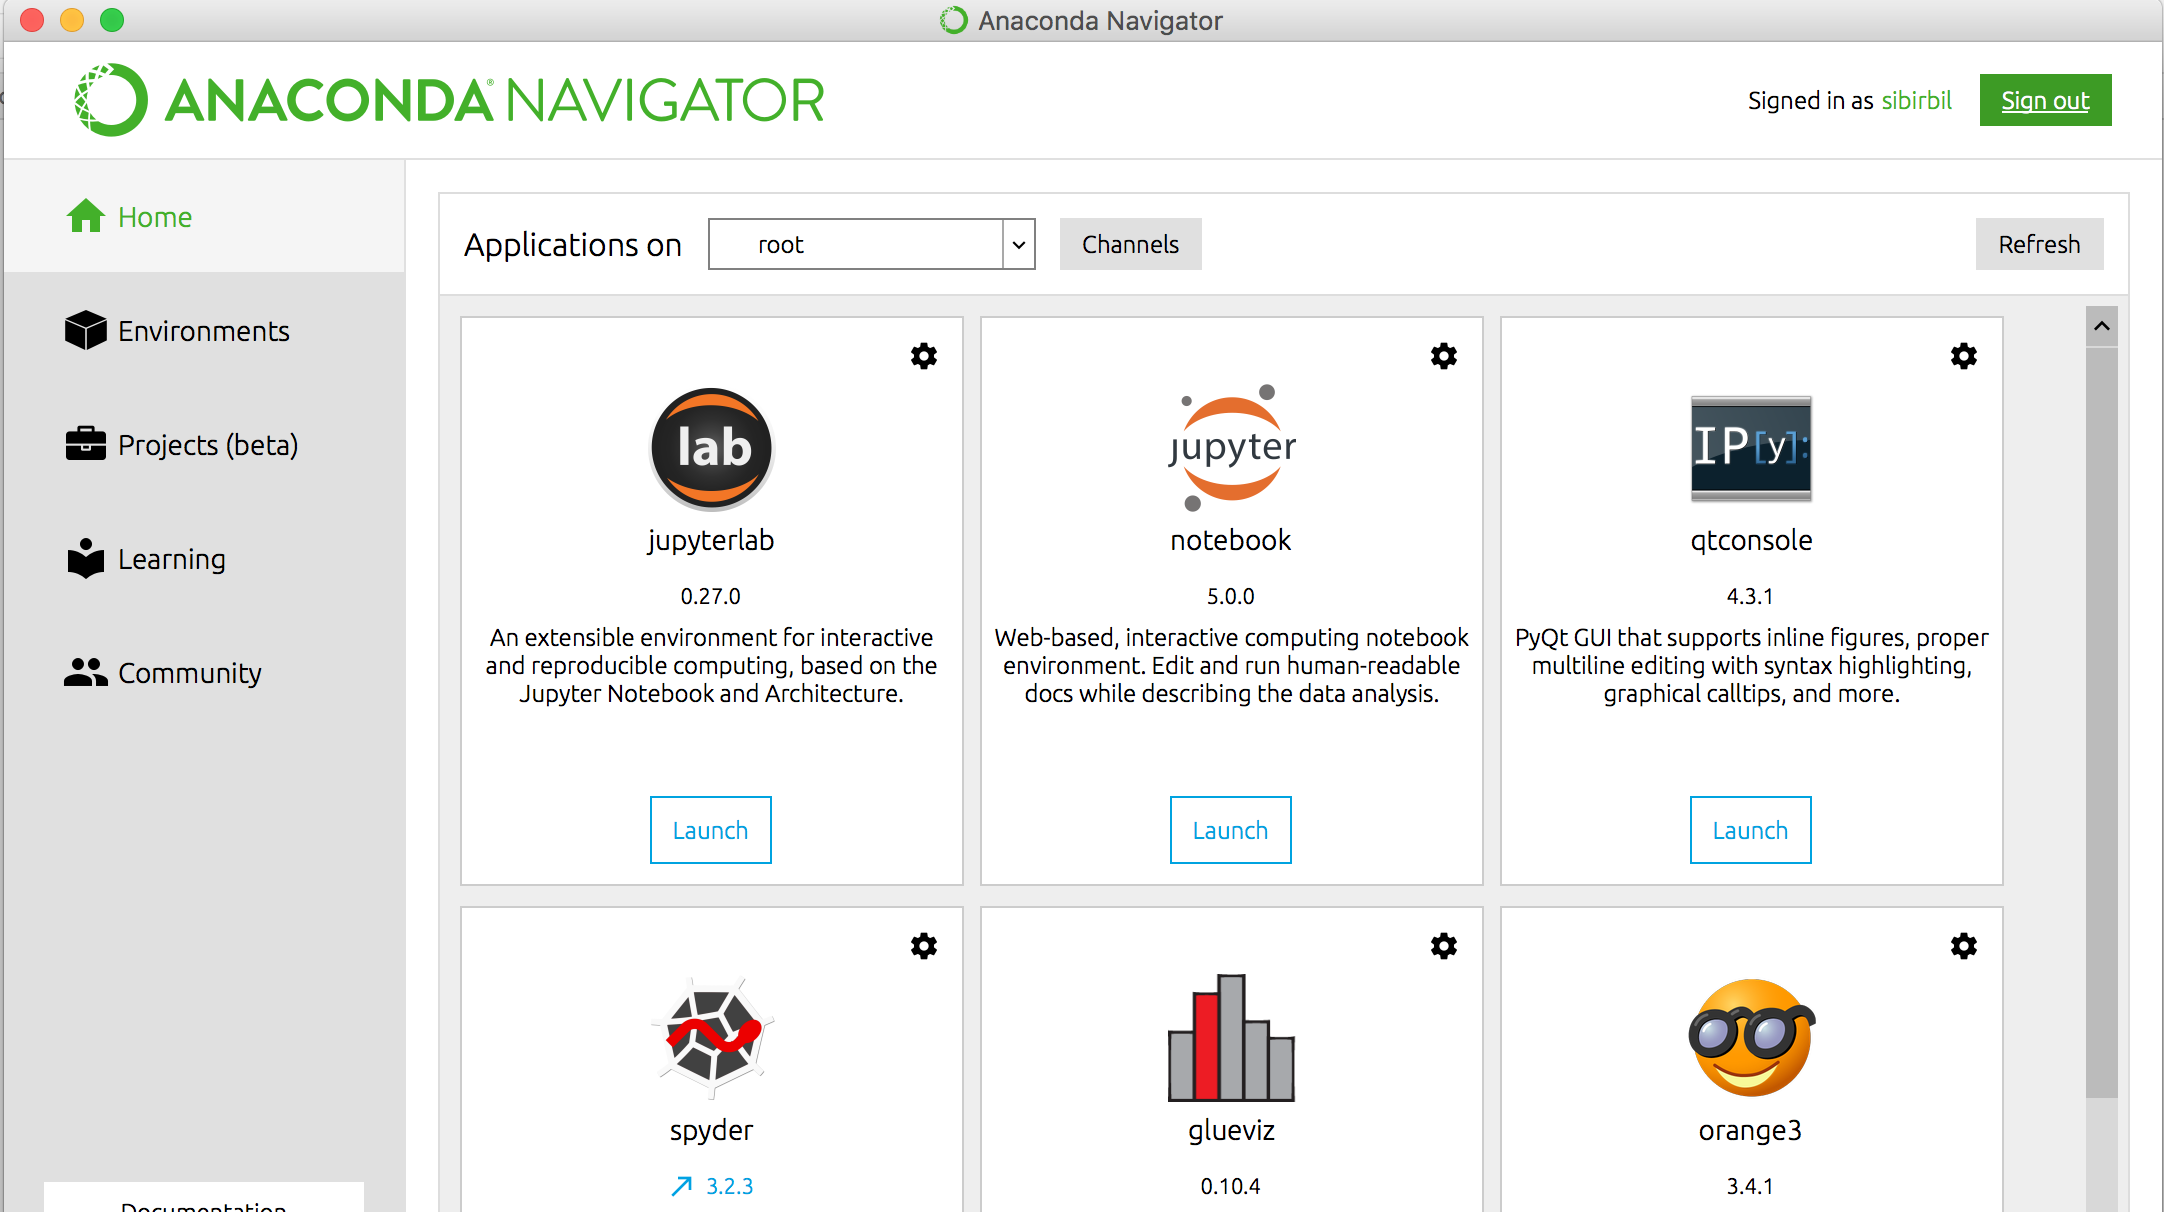 Anaconda Navigator
ANACONDA® NAVIGATOR
Signed in as sibirbil
Sign out
Home
Environments
Projects (beta)
Learning
Community
Documentation
Applications on
root
Channels
Refresh
lab
jupyterlab
0.27.0
An extensible environment for interactive
and reproducible computing, based on the
Jupyter Notebook and Architecture.
Launch
jupyter
notebook
5.0.0
Web-based, interactive computing notebook
environment. Edit and run human-readable
docs while describing the data analysis.
Launch
IP[y]:
qtconsole
4.3.1
PyQt GUI that supports inline figures, proper
multiline editing with syntax highlighting,
graphical calltips, and more.
Launch
spyder
3.2.3
glueviz
0.10.4
orange3
3.4.1